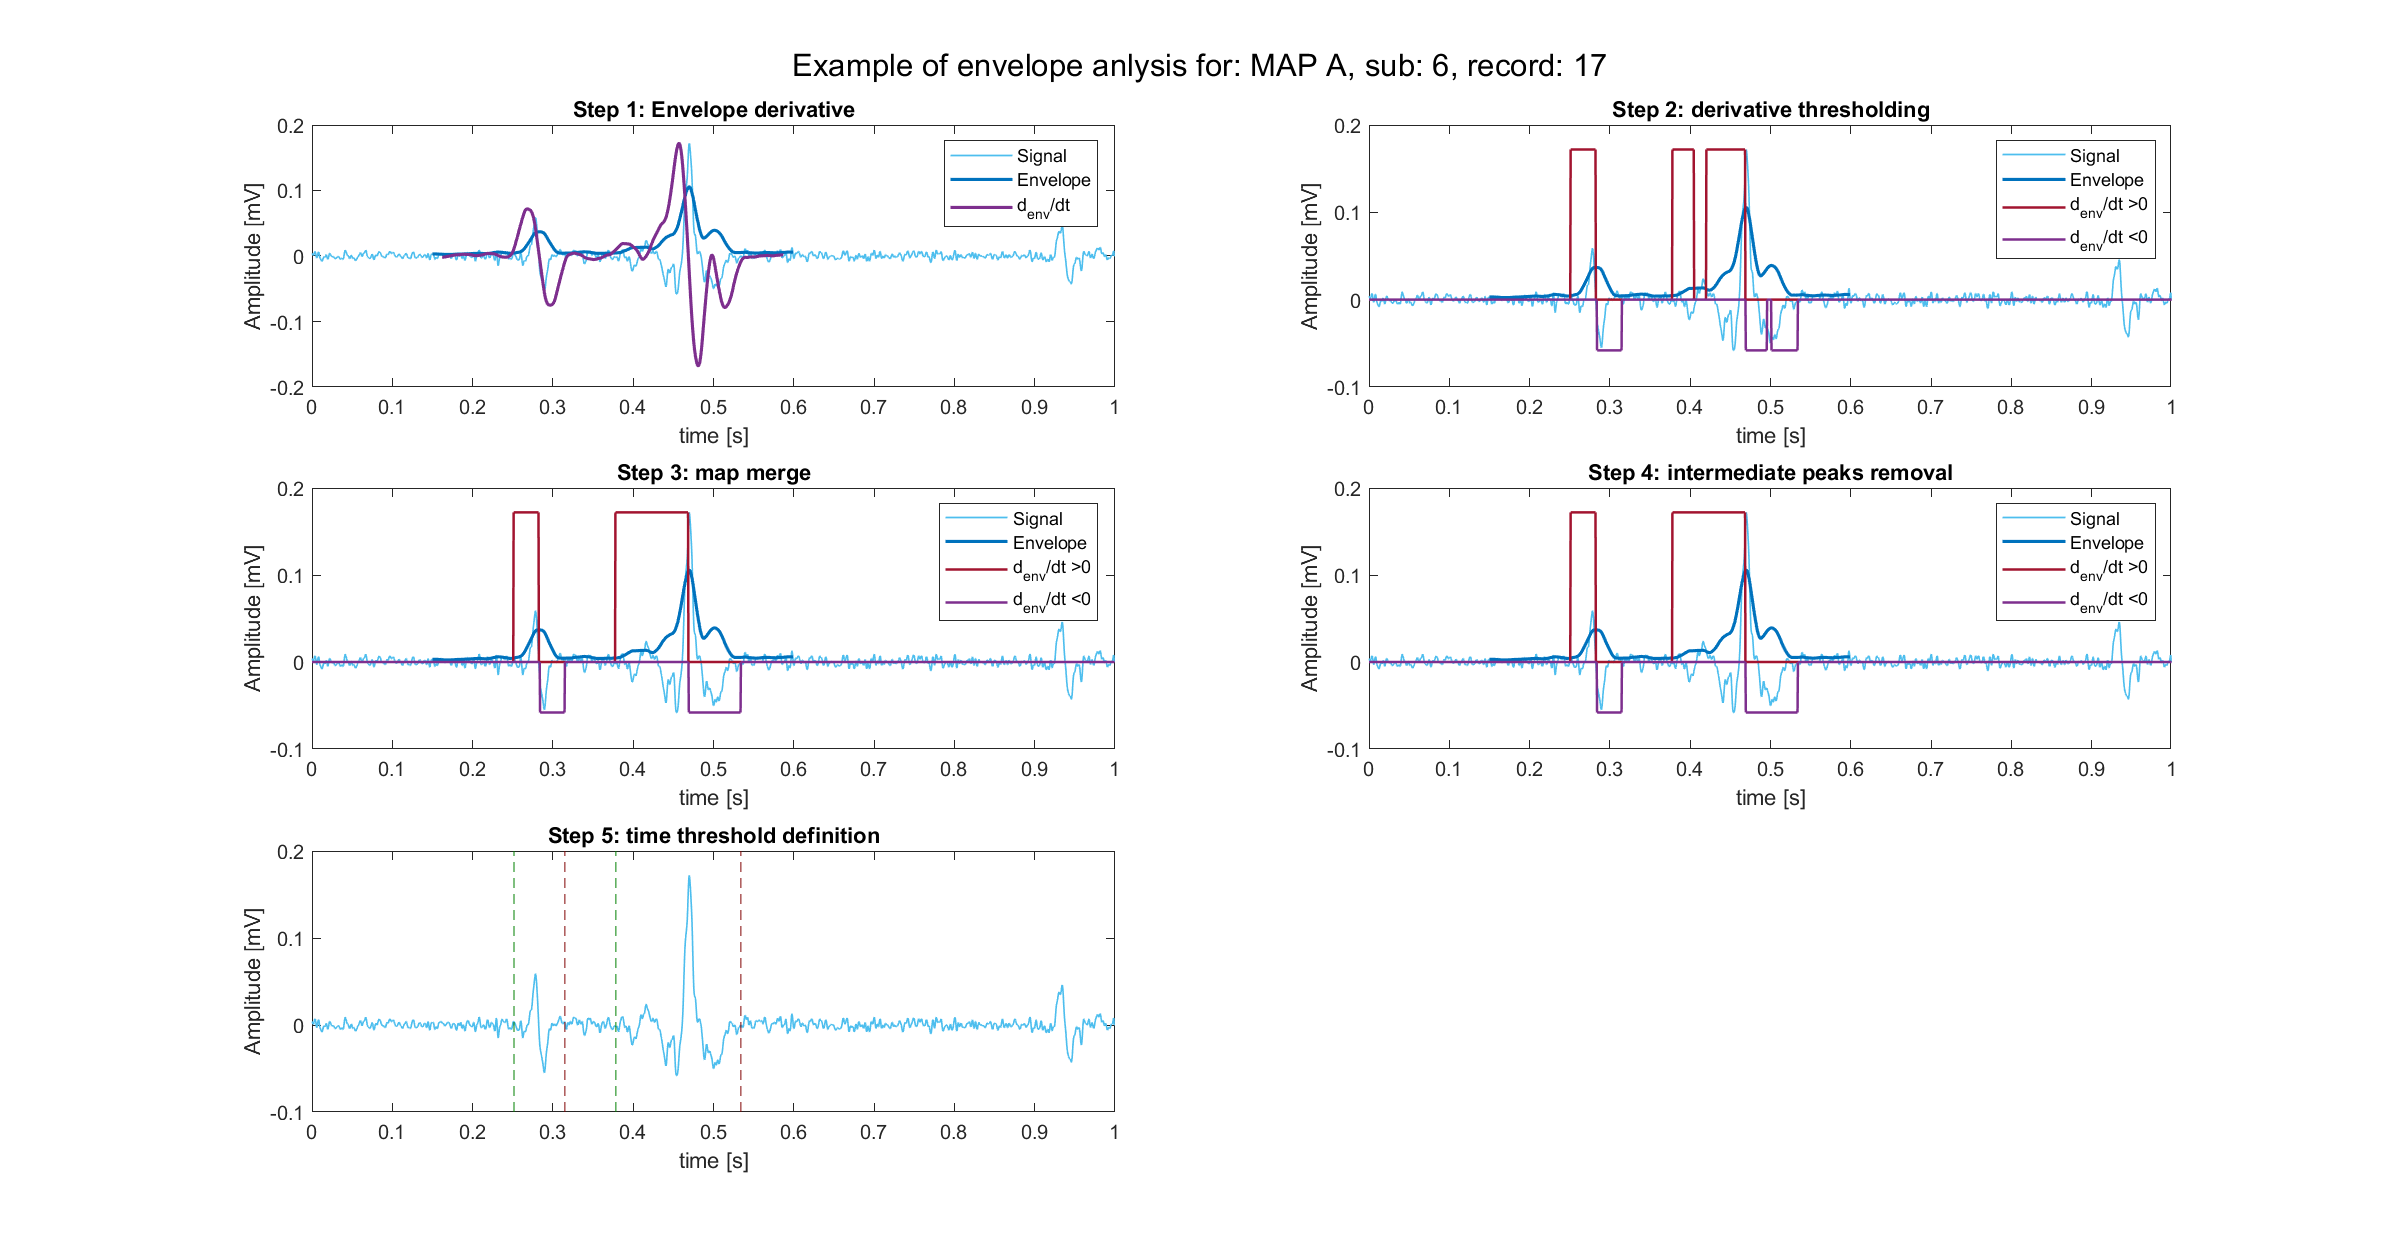 Example of envelope anlysis for: MAP A, sub: 6, record: 17
Step 1: Envelope derivative
0.2
0.1
0
-0.1
-0.2
Amplitude [mV]
0 0.1 0.2 0.3 0.4 0.5 0.6 0.7 0.8 0.9 1
time [s]
Signal
Envelope
d_env/dt
Step 2: derivative thresholding
0.2
0.1
0
-0.1
Amplitude [mV]
0 0.1 0.2 0.3 0.4 0.5 0.6 0.7 0.8 0.9 1
time [s]
Signal
Envelope
d_env/dt >0
d_env/dt <0
Step 3: map merge
0.2
0.1
0
-0.1
Amplitude [mV]
0 0.1 0.2 0.3 0.4 0.5 0.6 0.7 0.8 0.9 1
time [s]
Signal
Envelope
d_env/dt >0
d_env/dt <0
Step 4: intermediate peaks removal
0.2
0.1
0
-0.1
Amplitude [mV]
0 0.1 0.2 0.3 0.4 0.5 0.6 0.7 0.8 0.9 1
time [s]
Signal
Envelope
d_env/dt >0
d_env/dt <0
Step 5: time threshold definition
0.2
0.1
0
-0.1
Amplitude [mV]
0 0.1 0.2 0.3 0.4 0.5 0.6 0.7 0.8 0.9 1
time [s]